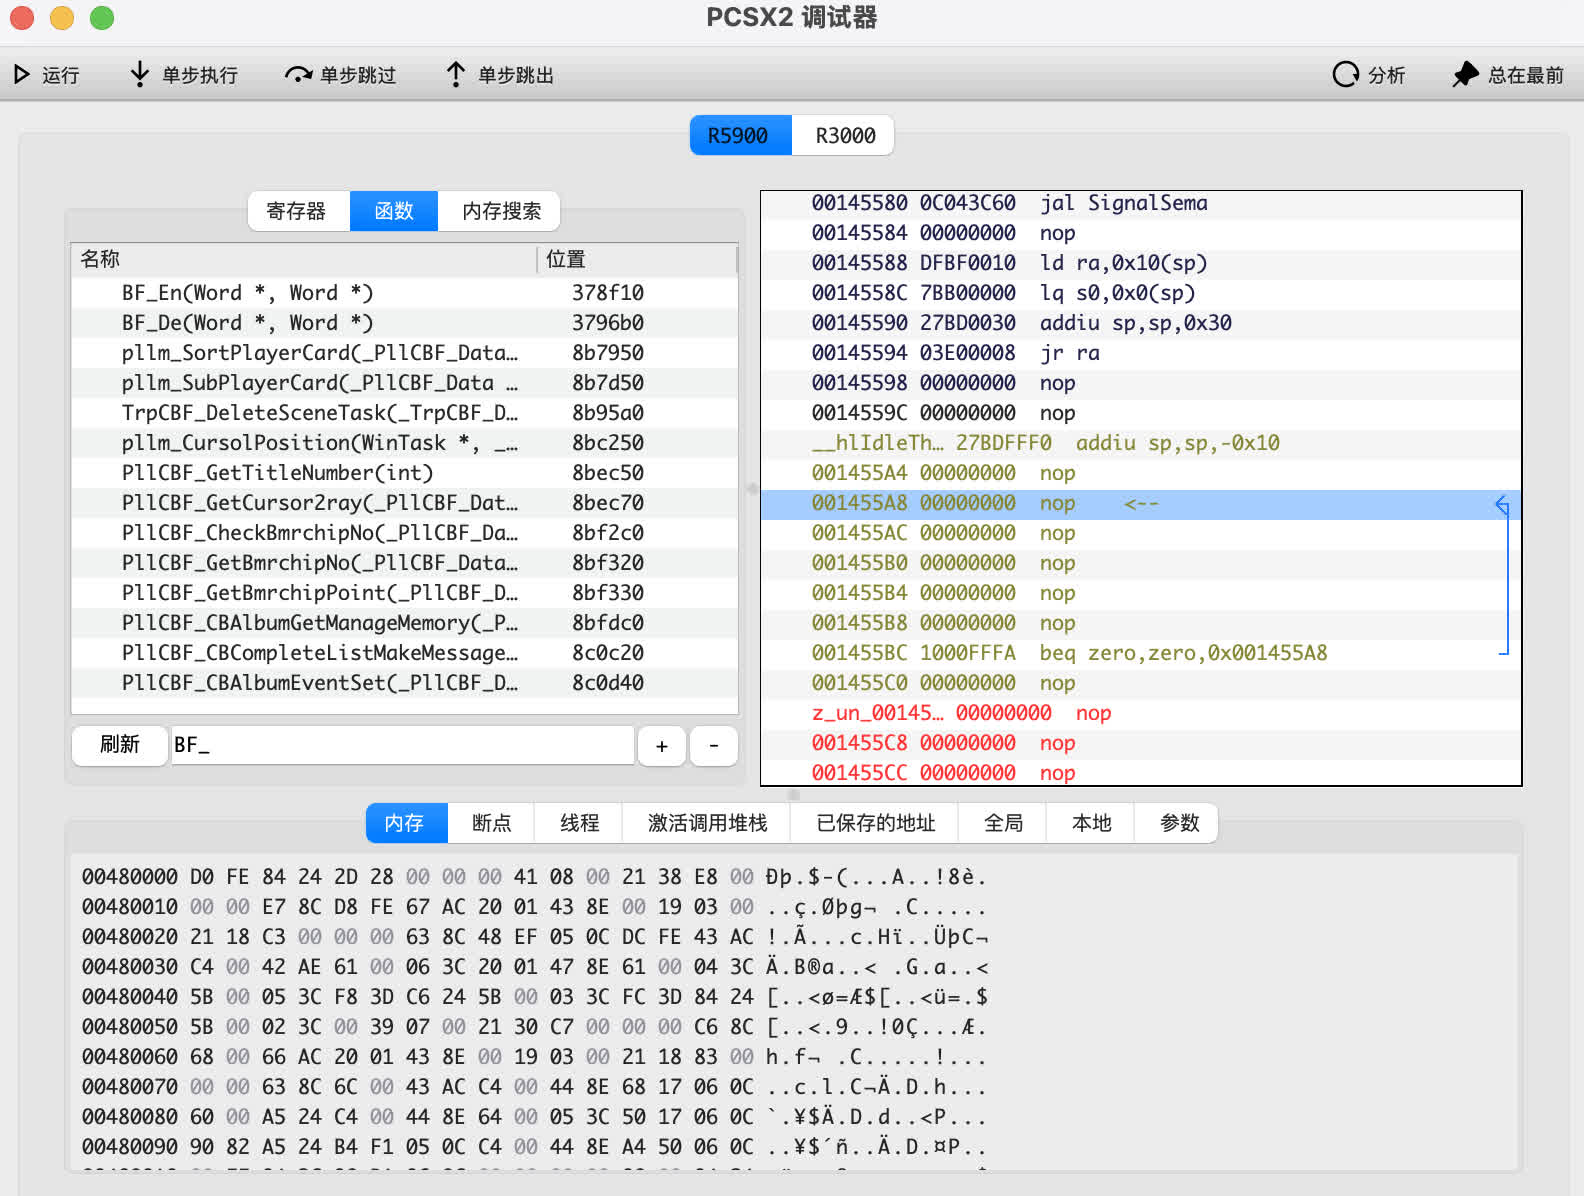 PCSX2 调试器
运行 单步执行 单步跳过 单步跳出 分析 总在最前
R5900 R3000
寄存器 函数 内存搜索
名称 位置
BF_En(Word *, Word *) 378f10
BF_De(Word *, Word *) 3796b0
pllm_SortPlayerCard(_PllCBF_Data… 8b7950
pllm_SubPlayerCard(_PllCBF_Data … 8b7d50
TrpCBF_DeleteSceneTask(_TrpCBF_D… 8b95a0
pllm_CursolPosition(WinTask *, _… 8bc250
PllCBF_GetTitleNumber(int) 8bec50
PllCBF_GetCursor2ray(_PllCBF_Dat… 8bec70
PllCBF_CheckBmrchipNo(_PllCBF_Da… 8bf2c0
PllCBF_GetBmrchipNo(_PllCBF_Data… 8bf320
PllCBF_GetBmrchipPoint(_PllCBF_D… 8bf330
PllCBF_CBAlbumGetManageMemory(_P… 8bfdc0
PllCBF_CBCompleteListMakeMessage… 8c0c20
PllCBF_CBAlbumEventSet(_PllCBF_D… 8c0d40
刷新 BF_ + -
00145580 0C043C60 jal SignalSema
00145584 00000000 nop
00145588 DFBF0010 ld ra,0x10(sp)
0014558C 7BB00000 lq s0,0x0(sp)
00145590 27BD0030 addiu sp,sp,0x30
00145594 03E00008 jr ra
00145598 00000000 nop
0014559C 00000000 nop
__hlIdleTh… 27BDFFF0 addiu sp,sp,-0x10
001455A4 00000000 nop
001455A8 00000000 nop <--
001455AC 00000000 nop
001455B0 00000000 nop
001455B4 00000000 nop
001455B8 00000000 nop
001455BC 1000FFFA beq zero,zero,0x001455A8
001455C0 00000000 nop
z_un_00145… 00000000 nop
001455C8 00000000 nop
001455CC 00000000 nop
内存 断点 线程 激活调用堆栈 已保存的地址 全局 本地 参数
00480000 D0 FE 84 24 2D 28 00 00 00 41 08 00 21 38 E8 00 Ðþ.$-(...A..!8è.
00480010 00 00 E7 8C D8 FE 67 AC 20 01 43 8E 00 19 03 00 ..ç.Øþg¬ .C.....
00480020 21 18 C3 00 00 00 63 8C 48 EF 05 0C DC FE 43 AC !.Ã...c.Hï..ÜþC¬
00480030 C4 00 42 AE 61 00 06 3C 20 01 47 8E 61 00 04 3C Ä.B®a..< .G.a..<
00480040 5B 00 05 3C F8 3D C6 24 5B 00 03 3C FC 3D 84 24 [..<ø=Æ$[..<ü=.$
00480050 5B 00 02 3C 00 39 07 00 21 30 C7 00 00 00 C6 8C [..<.9..!0Ç...Æ.
00480060 68 00 66 AC 20 01 43 8E 00 19 03 00 21 18 83 00 h.f¬ .C.....!...
00480070 00 00 63 8C 6C 00 43 AC C4 00 44 8E 68 17 06 0C ..c.l.C¬Ä.D.h...
00480080 60 00 A5 24 C4 00 44 8E 64 00 05 3C 50 17 06 0C `.¥$Ä.D.d..<P...
00480090 90 82 A5 24 B4 F1 05 0C C4 00 44 8E A4 50 06 0C ..¥$´ñ..Ä.D.¤P..